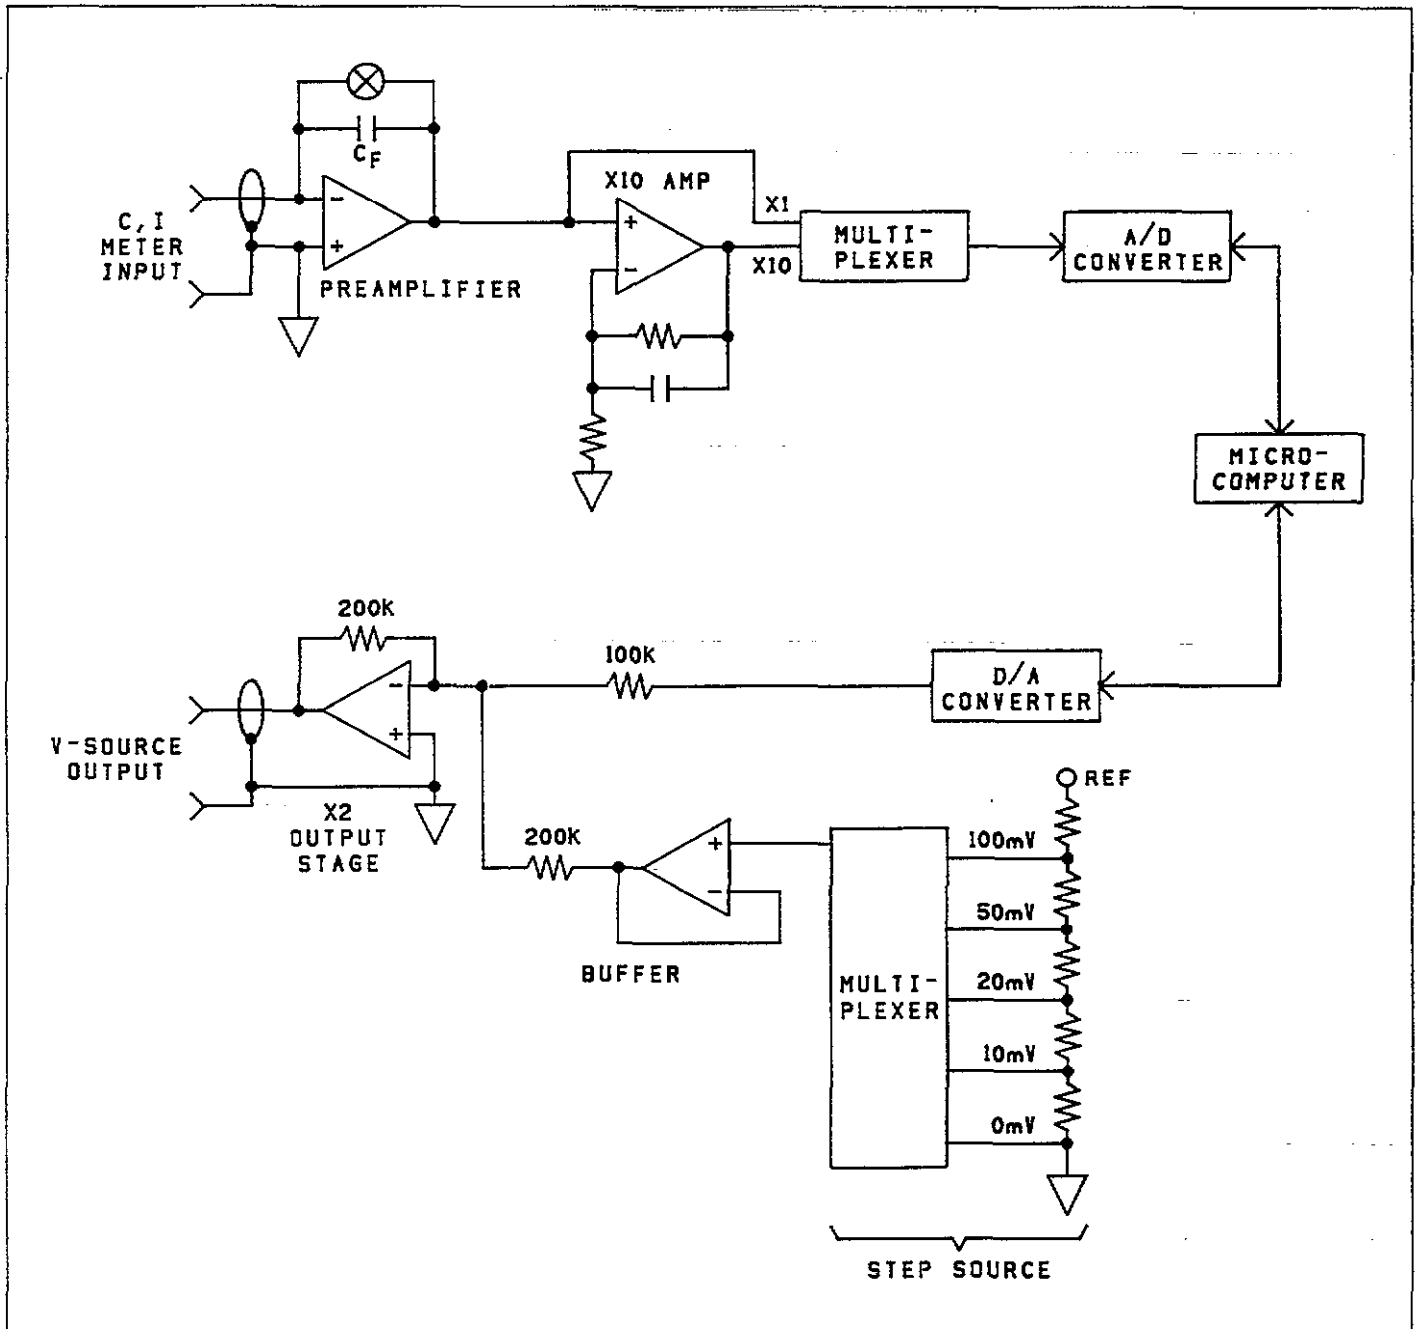 C, I
METER
INPUT
CF
-
+
PREAMPLIFIER
X10 AMP
+
-
X1
X10
MULTI-
PLEXER
A/D
CONVERTER
MICRO-
COMPUTER
200K
-
+
V-SOURCE
OUTPUT
X2
OUTPUT
STAGE
100K
D/A
CONVERTER
200K
+
-
BUFFER
MULTI-
PLEXER
REF
100mV
50mV
20mV
10mV
0mV
STEP SOURCE